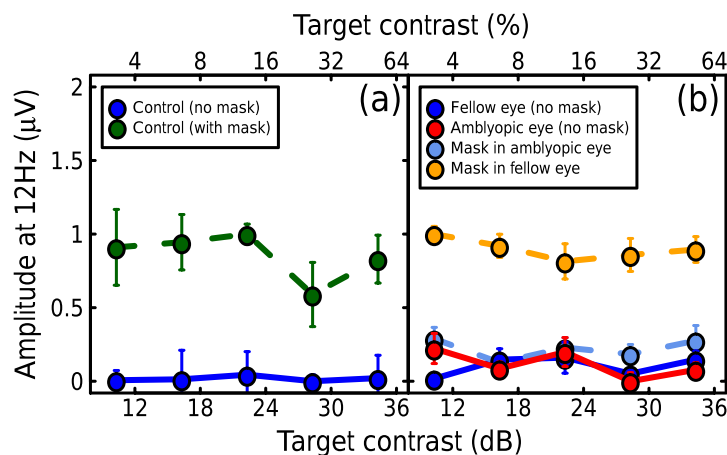 Target contrast (%)
4 8 16 32 64 4 8 16 32 64
(a) (b)
Control (no mask)
Control (with mask)
Fellow eye (no mask)
Amblyopic eye (no mask)
Mask in amblyopic eye
Mask in fellow eye
Amplitude at 12Hz (μV)
2
1.5
1
0.5
0
12 18 24 30 36 12 18 24 30 36
Target contrast (dB)